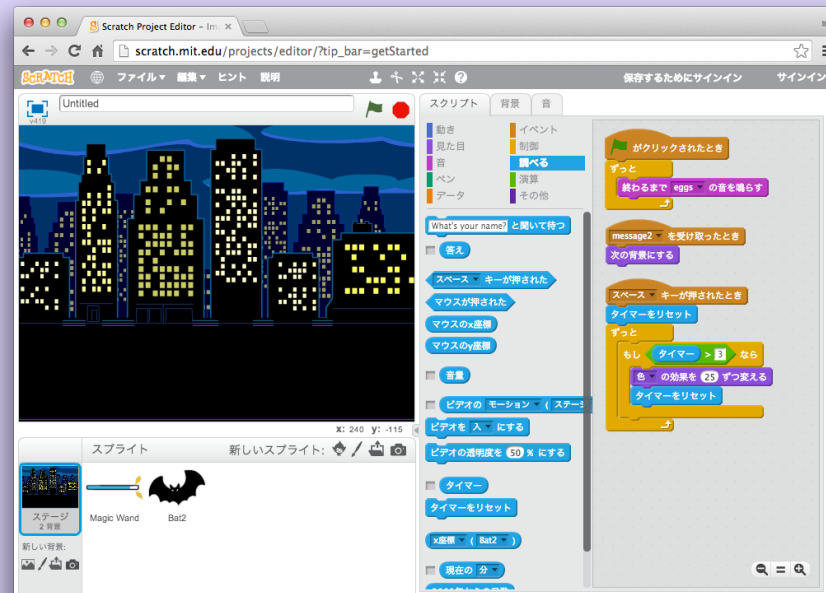 Scratch Project Editor - Im
scratch.mit.edu/projects/editor/?tip_bar=getStarted
SCRATCH ファイル▼ 編集▼ ヒント 説明 保存するためにサインイン サインイン
v419
Untitled
x: 240 y: -115
スプライト 新しいスプライト:
ステージ
2 背景
新しい背景:
Magic Wand
Bat2
スクリプト 背景 音
動き イベント
見た目 制御
音 調べる
ペン 演算
データ その他
What's your name? と聞いて待つ
答え
スペース▼ キーが押された
マウスが押された
マウスのx座標
マウスのy座標
音量
ビデオの モーション▼ ( ステージ
ビデオを 入▼ にする
ビデオの透明度を 50 % にする
タイマー
タイマーをリセット
x座標▼ ( Bat2▼ )
現在の 分▼
がクリックされたとき
ずっと
終わるまで eggs▼ の音を鳴らす
message2▼ を受け取ったとき
次の背景にする
スペース▼ キーが押されたとき
タイマーをリセット
ずっと
もし タイマー > 3 なら
色▼ の効果を 25 ずつ変える
タイマーをリセット